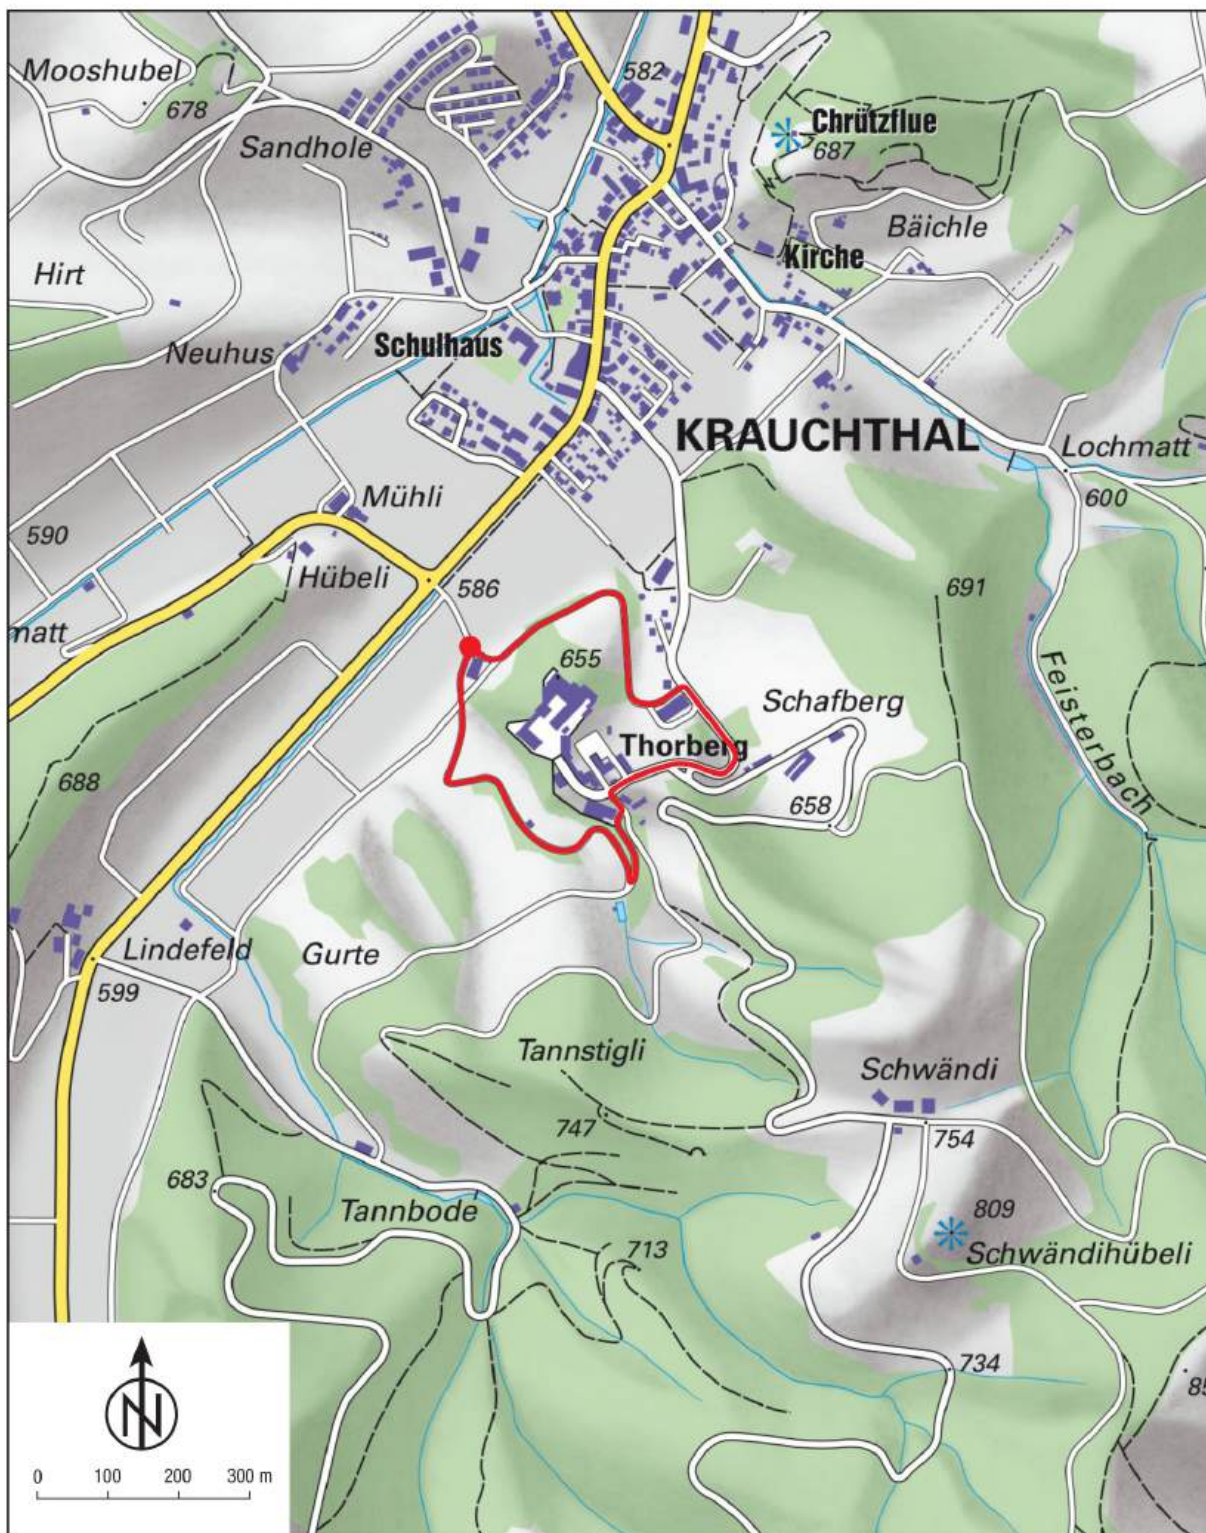 582
Mooshubel
678
Chrützflue
687
Sandhole
Bäichle
Kirche
Hirt
Schulhaus
Neuhus
KRAUCHTHAL
Lochmatt
Mühli
600
590
Hübeli
586
691
matt
655
Feisterbach
Schafberg
Thorberg
688
658
Lindefeld
Gurte
599
Tannstigli
Schwändi
747
754
683
Tannbode
809
713
Schwändihübeli
734
85
N
0 100 200 300 m